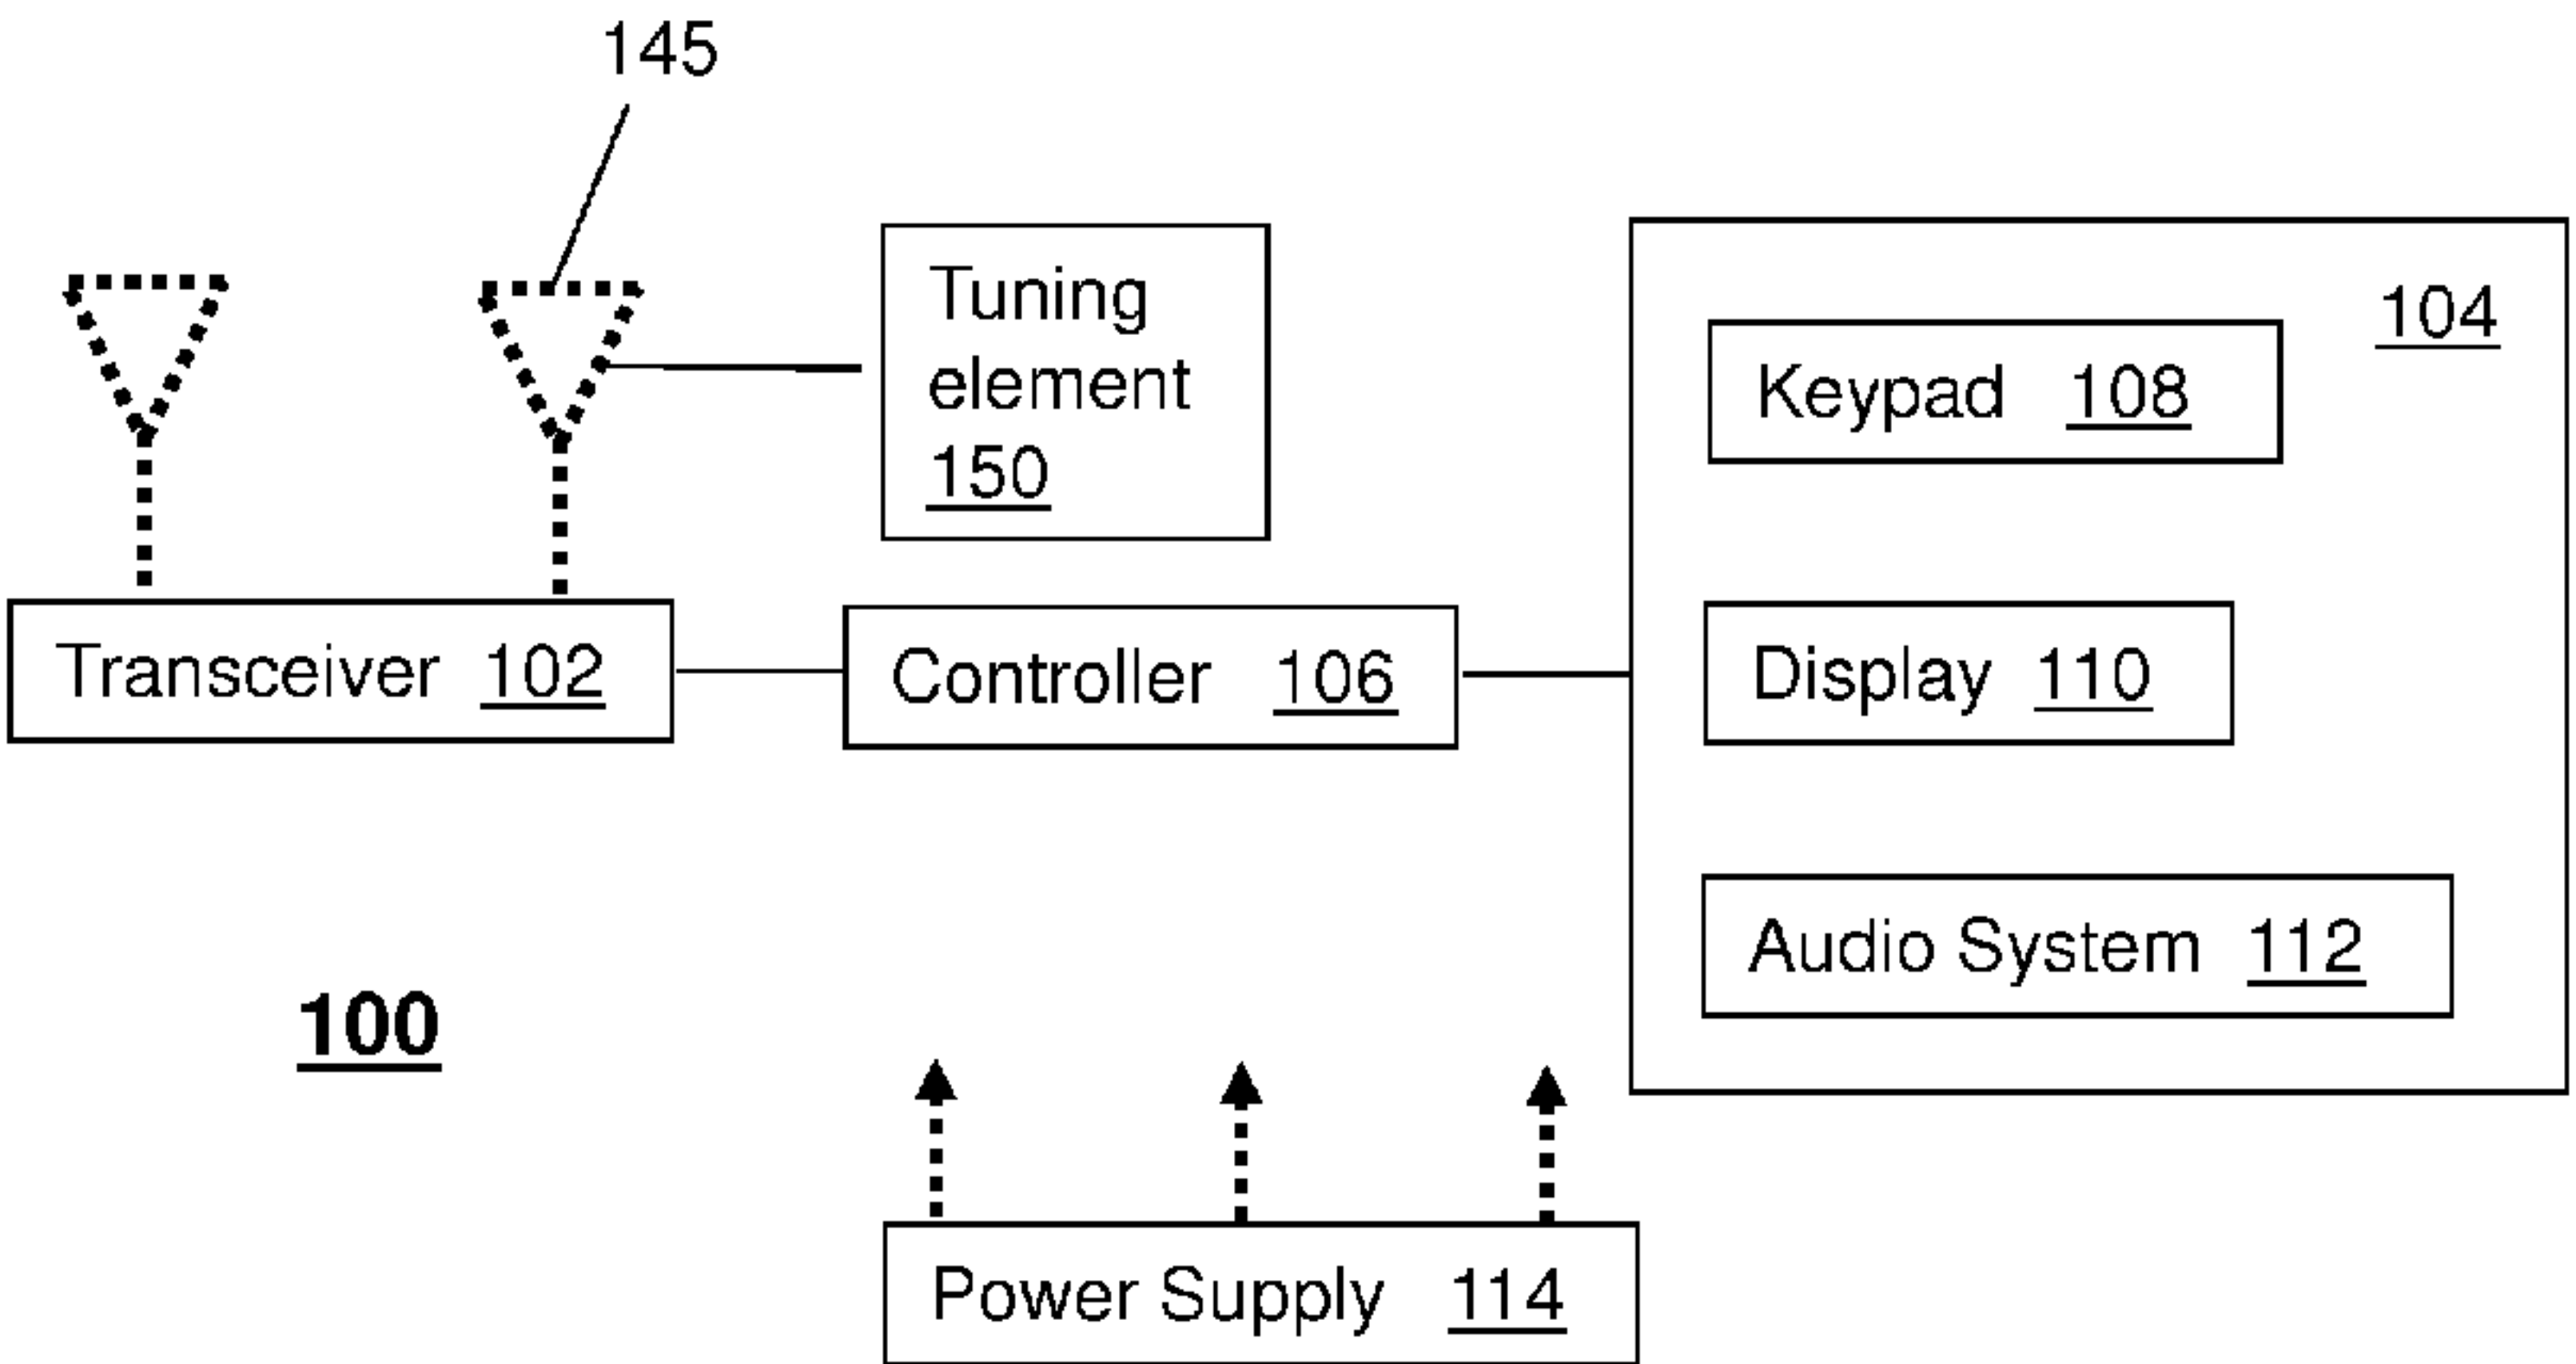 145
Tuning
element
150
104
Keypad 108
Transceiver 102
Controller 106
Display 110
Audio System 112
100
Power Supply 114